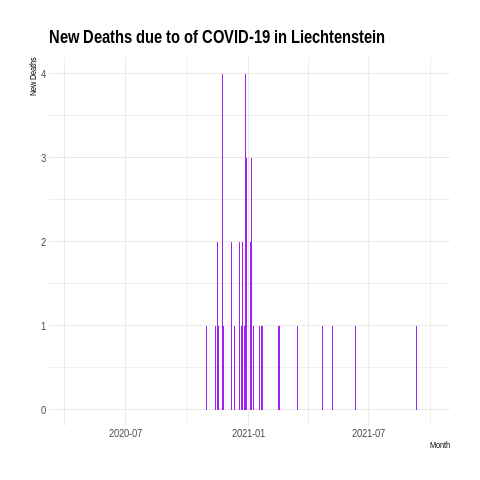 New Deaths due to of COVID-19 in Liechtenstein
New Deaths
4
3
2
1
0
2020-07
2021-01
2021-07
Month